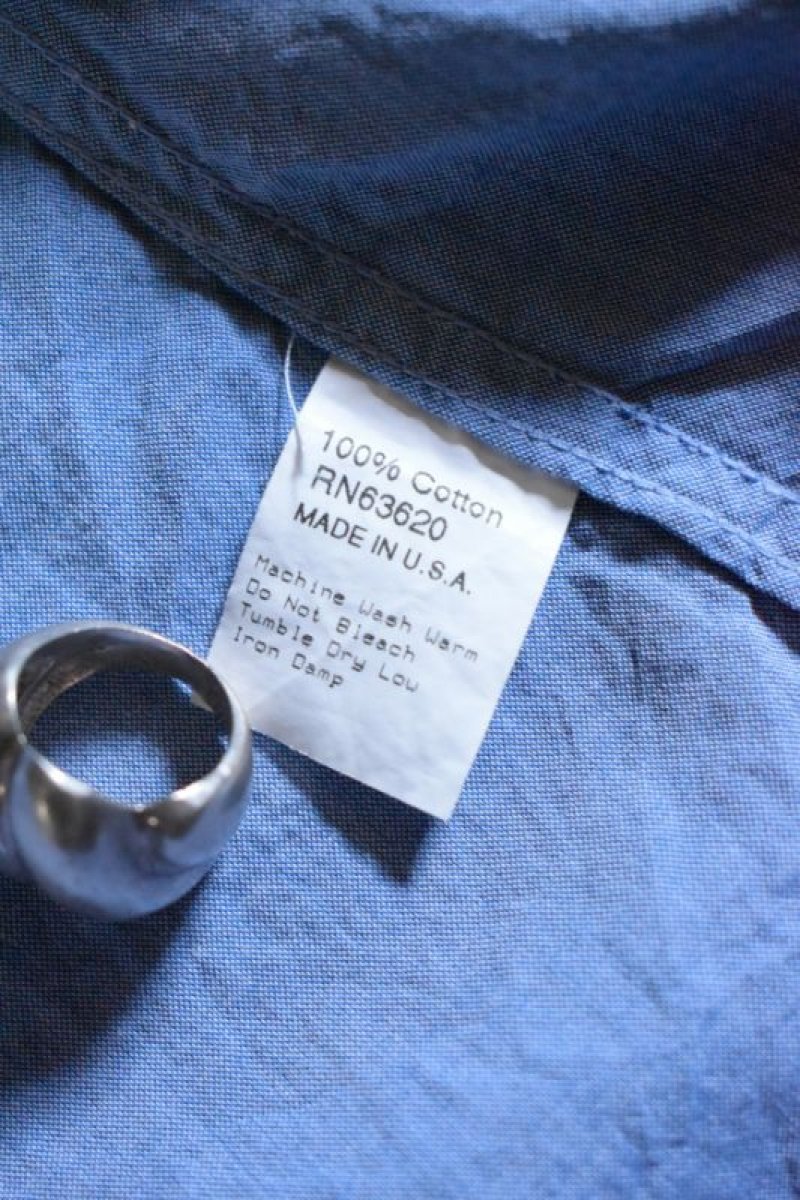 100% Cotton
RN63620
MADE IN U.S.A.
Machine Wash Warm
Do Not Bleach
Tumble Dry Low
Iron Damp